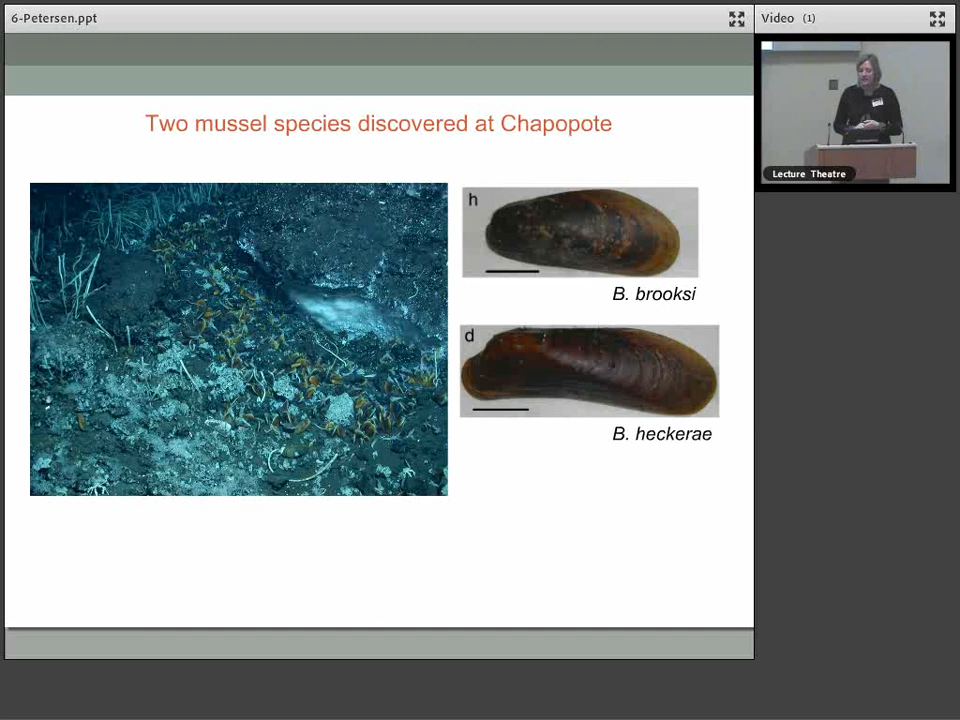 6-Petersen.ppt
Video (1)
Lecture Theatre
Two mussel species discovered at Chapopote
h
B. brooksi
d
B. heckerae